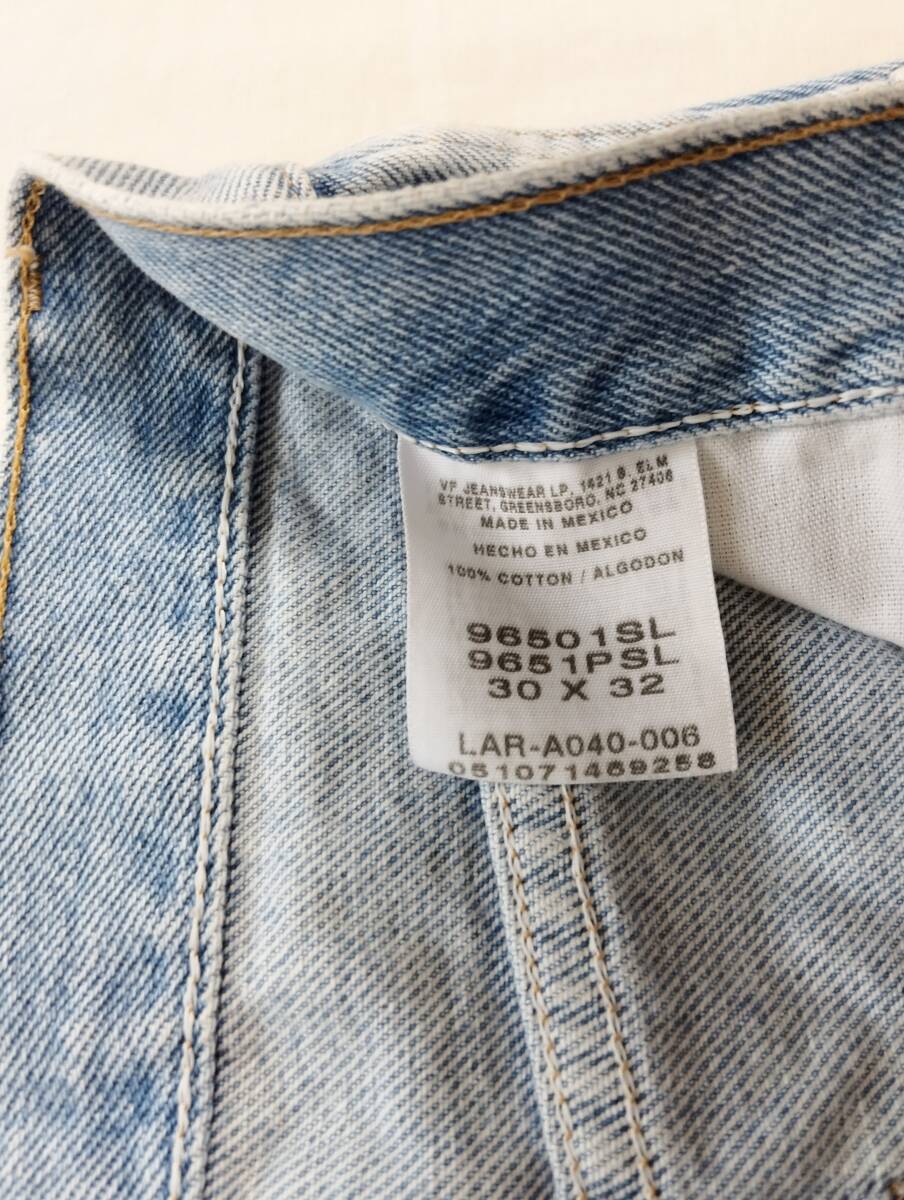 VF JEANSWEAR LP, 1421 S. ELM
STREET, GREENSBORO, NC 27406
MADE IN MEXICO
HECHO EN MEXICO
100% COTTON / ALGODON
96501SL
9651PSL
30 X 32
LAR-A040-006
051071469258